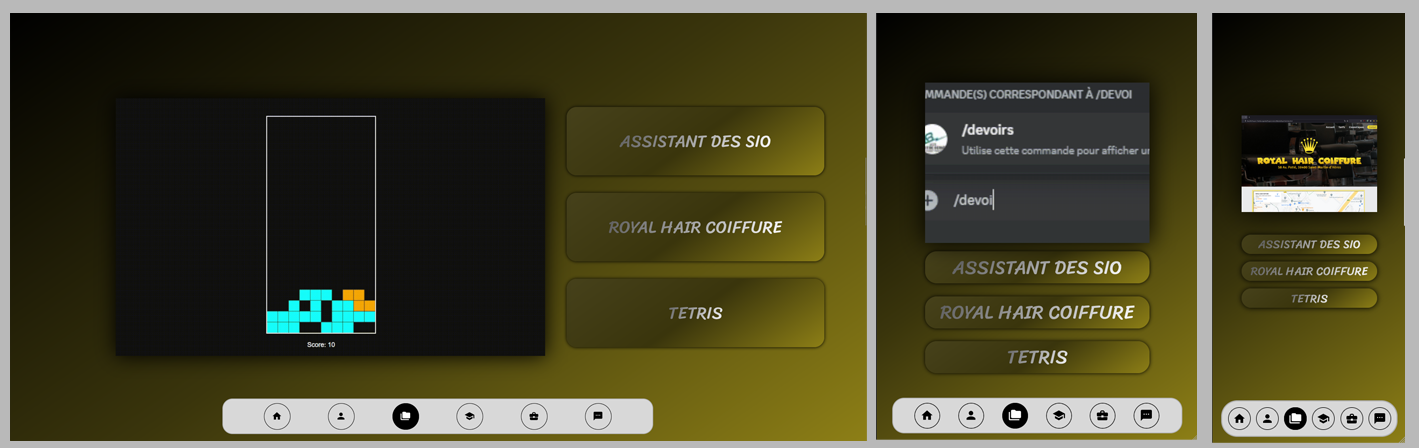 Score: 10
ASSISTANT DES SIO
ROYAL HAIR COIFFURE
TETRIS
MMANDE(S) CORRESPONDANT À /DEVOI
/devoirs
Utilise cette commande pour afficher un
/devoi
ASSISTANT DES SIO
ROYAL HAIR COIFFURE
TETRIS
ROYAL HAIR COIFFURE
ASSISTANT DES SIO
ROYAL HAIR COIFFURE
TETRIS